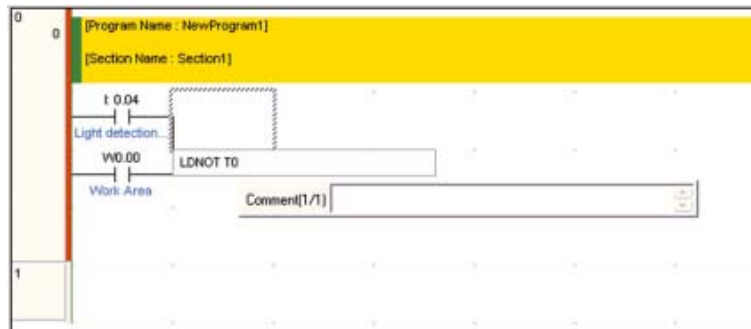 0
0
[Program Name : NewProgram1]
[Section Name : Section1]
I: 0.04
Light detection...
W0.00
LDNOT T0
Work Area
Comment(1/1)
1